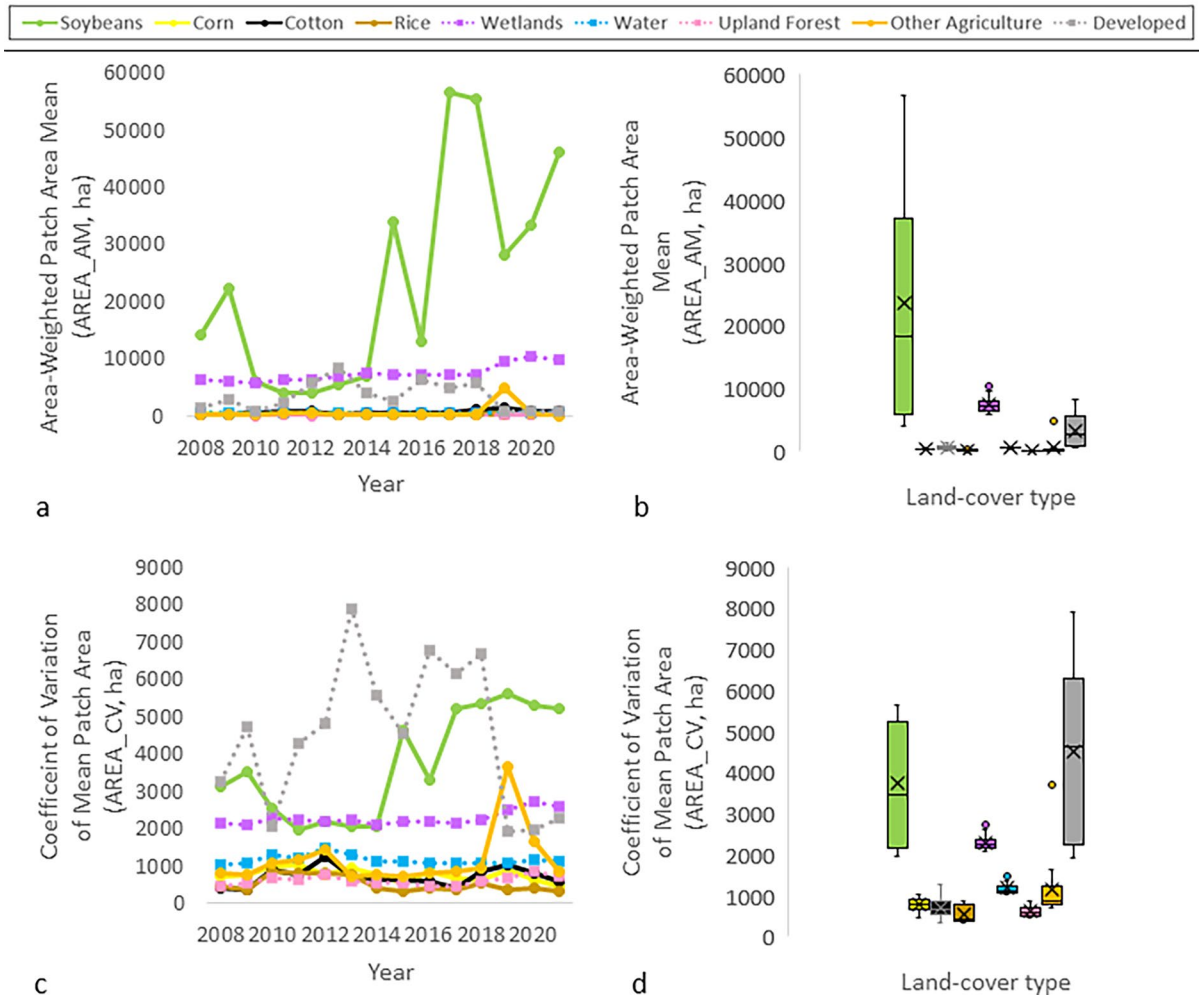 Soybeans Corn Cotton Rice Wetlands Water Upland Forest Other Agriculture Developed
Area-Weighted Patch Area Mean
(AREA_AM, ha)
60000
50000
40000
30000
20000
10000
0
2008 2010 2012 2014 2016 2018 2020
Year
a
Area-Weighted Patch Area
Mean
(AREA_AM, ha)
60000
50000
40000
30000
20000
10000
0
Land-cover type
b
Coefficeint of Variation
of Mean Patch Area
(AREA_CV, ha)
9000
8000
7000
6000
5000
4000
3000
2000
1000
0
2008 2010 2012 2014 2016 2018 2020
Year
c
Coefficient of Variation
of Mean Patch Area
(AREA_CV, ha)
9000
8000
7000
6000
5000
4000
3000
2000
1000
0
Land-cover type
d